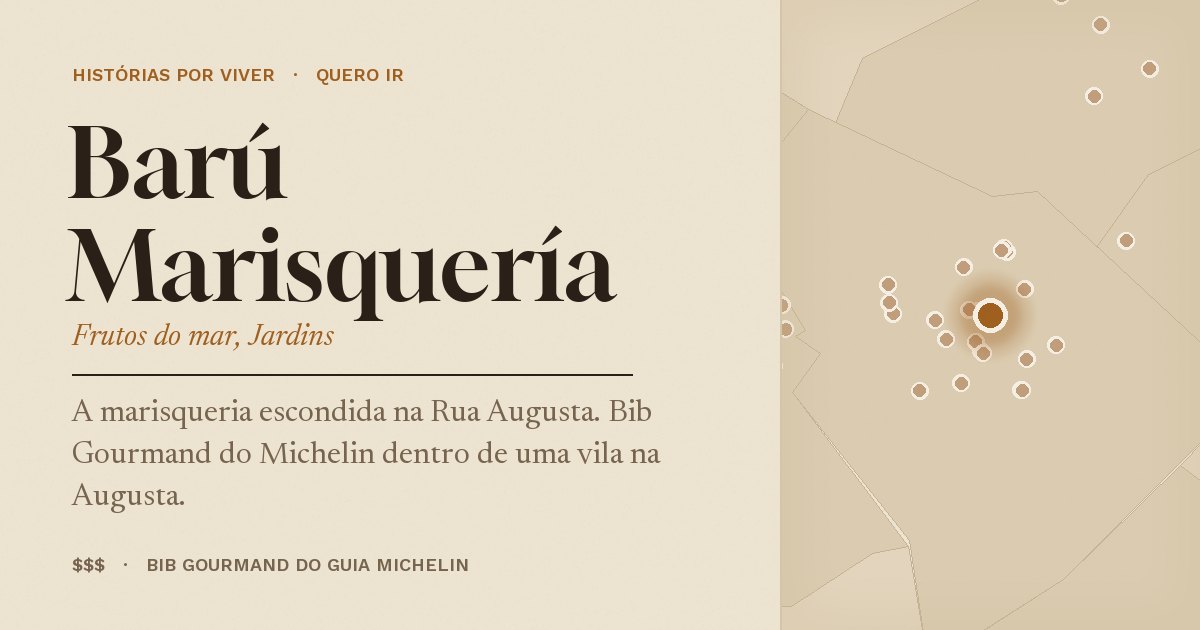 HISTÓRIAS POR VIVER · QUERO IR
Barú
Marisquería
Frutos do mar, Jardins
A marisqueria escondida na Rua Augusta. Bib
Gourmand do Michelin dentro de uma vila na
Augusta.
$$$ · BIB GOURMAND DO GUIA MICHELIN